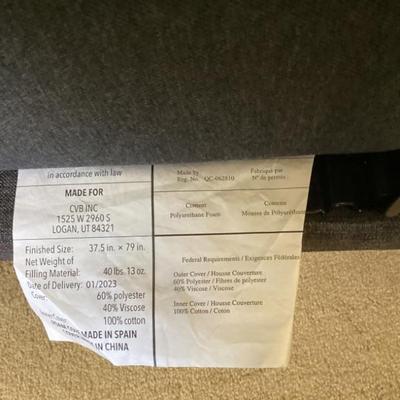 in accordance with law
MADE FOR
CVB INC
1525 W 2960 S
LOGAN, UT 84321
Finished Size: 37.5 in. × 79 in.
Net Weight of
Filling Material: 40 lbs. 13 oz.
Date of Delivery: 01/2023
Cover: 60% polyester
40% Viscose
100% cotton
MADE IN SPAIN
IN CHINA
Made by
Reg. No. QC-062810
Fabriqué par
Nº de permis :
Content
Polyurethane Foam
Contenu
Mousse de Polyuréthane
Federal Requirements / Exigences Fédérales
Outer Cover / Housse Couverture
60% Polyester / Fibres de polyester
40% Viscose / Viscose
Inner Cover / Housse Couverture
100% Cotton / Coton